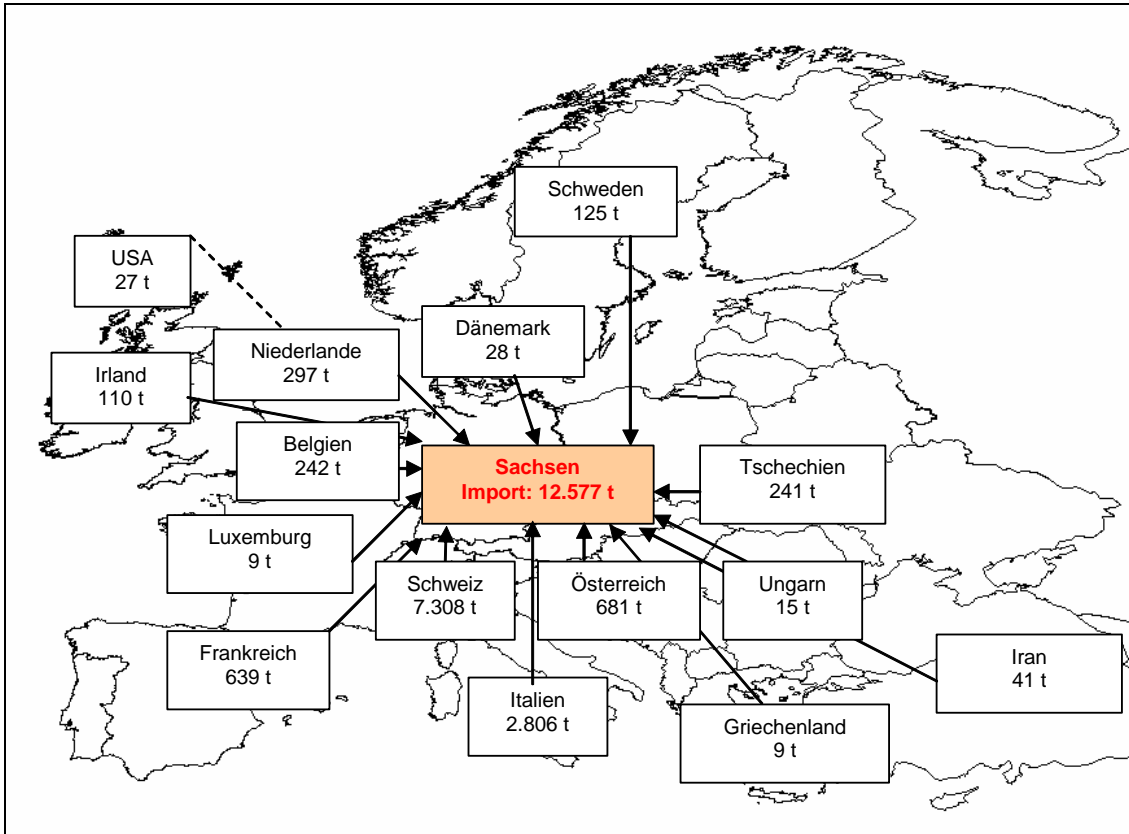 Schweden
125 t
USA
27 t
Dänemark
28 t
Niederlande
297 t
Irland
110 t
Belgien
242 t
Sachsen
Import: 12.577 t
Tschechien
241 t
Luxemburg
9 t
Schweiz
7.308 t
Österreich
681 t
Ungarn
15 t
Frankreich
639 t
Iran
41 t
Italien
2.806 t
Griechenland
9 t